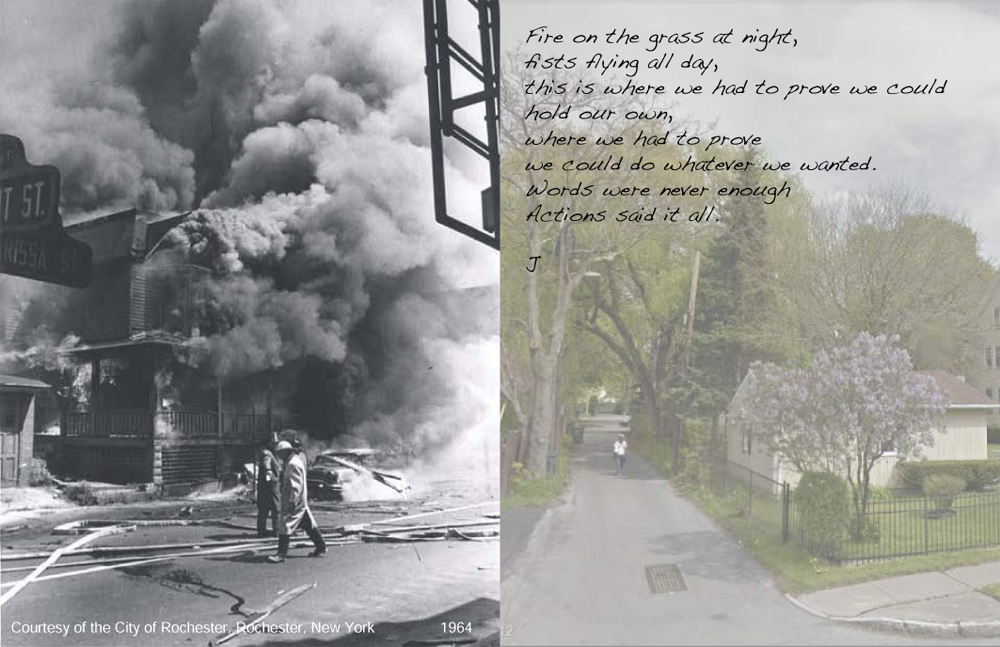 T ST.
RISSA ST
Fire on the grass at night,
fists flying all day,
this is where we had to prove we could
hold our own,
where we had to prove
we could do whatever we wanted.
Words were never enough
Actions said it all.
J
Courtesy of the City of Rochester, Rochester, New York
1964
12